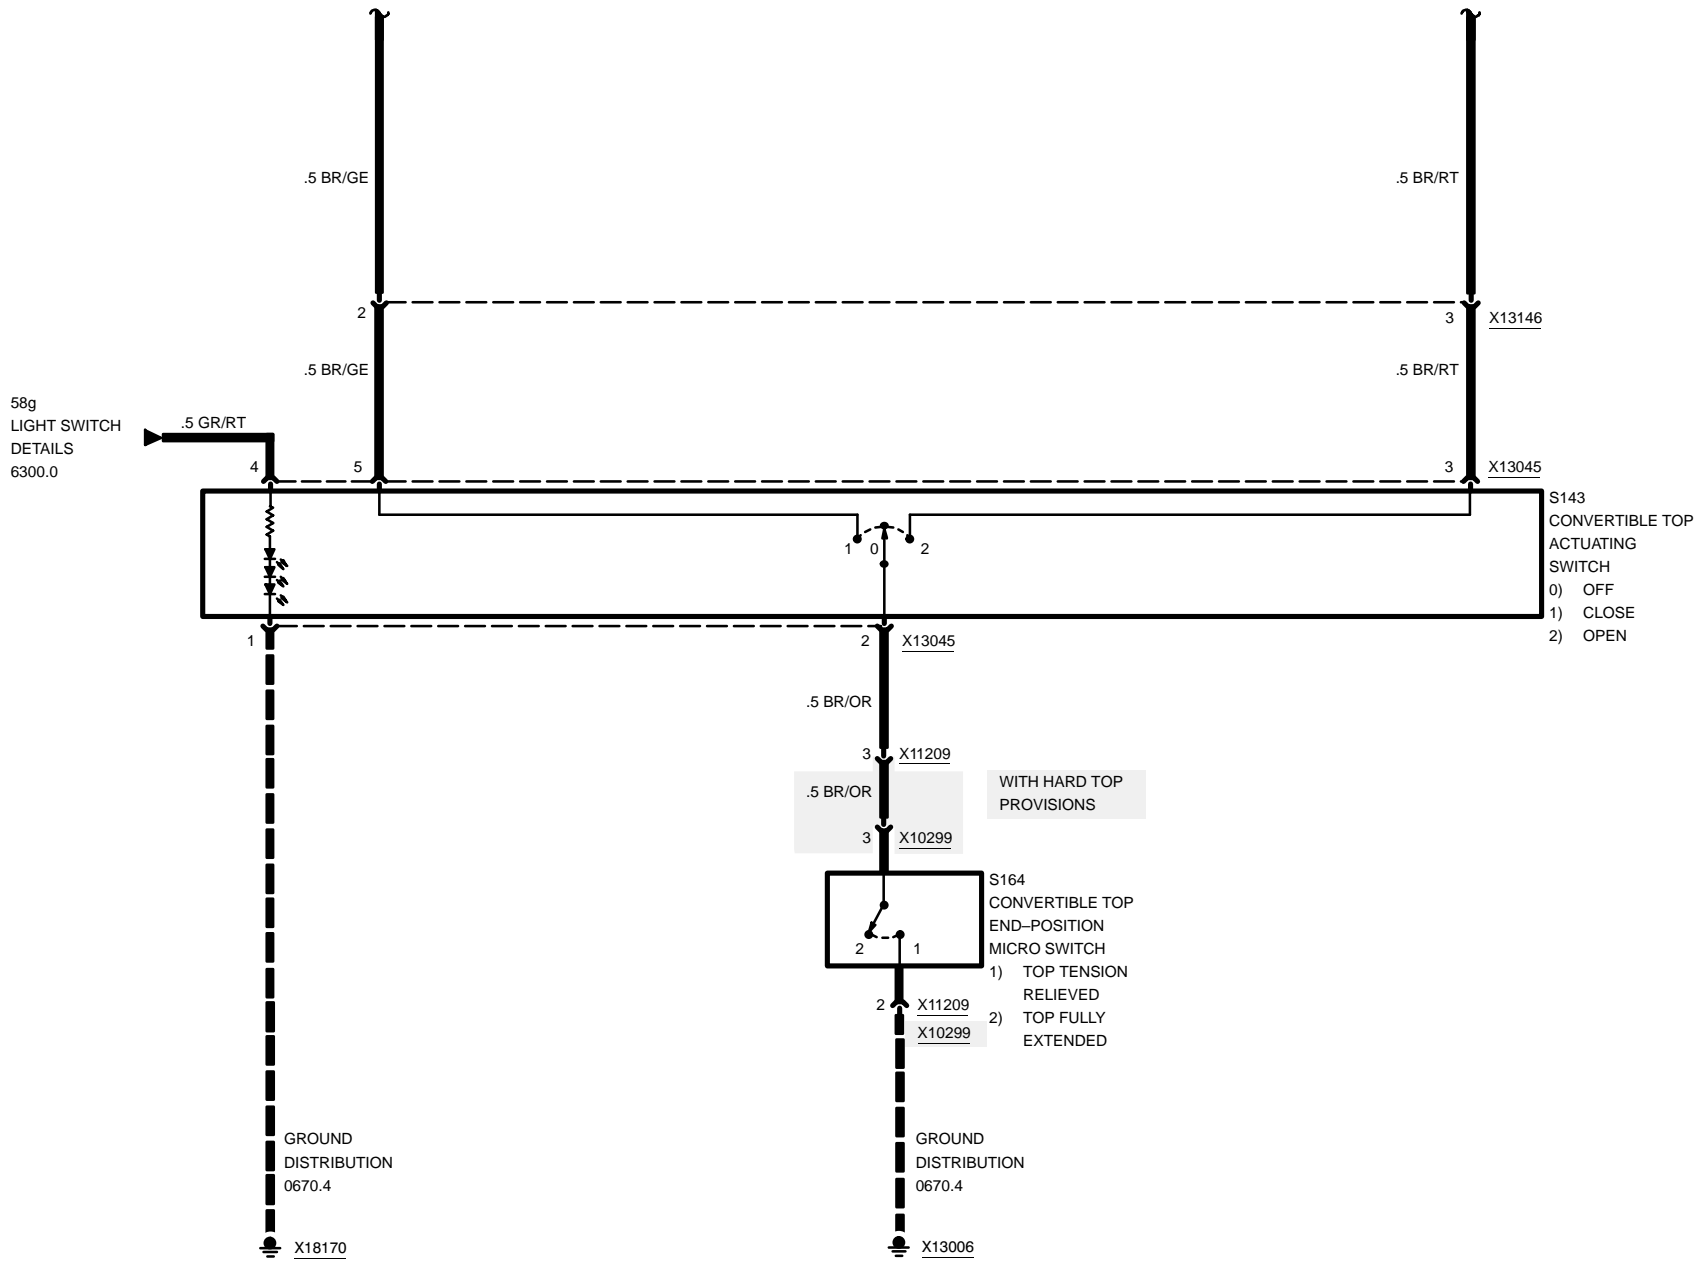 .5 BR/GE
.5 BR/RT
2
3
X13146
.5 BR/GE
.5 BR/RT
58g
LIGHT SWITCH
DETAILS
6300.0
.5 GR/RT
4
5
3
X13045
S143
CONVERTIBLE TOP
ACTUATING
SWITCH
0) OFF
1) CLOSE
2) OPEN
1
0
2
1
2
X13045
.5 BR/OR
3
X11209
.5 BR/OR
WITH HARD TOP
PROVISIONS
3
X10299
S164
CONVERTIBLE TOP
END–POSITION
MICRO SWITCH
1) TOP TENSION
RELIEVED
2) TOP FULLY
EXTENDED
2
1
2
X11209
X10299
GROUND
DISTRIBUTION
0670.4
GROUND
DISTRIBUTION
0670.4
X18170
X13006